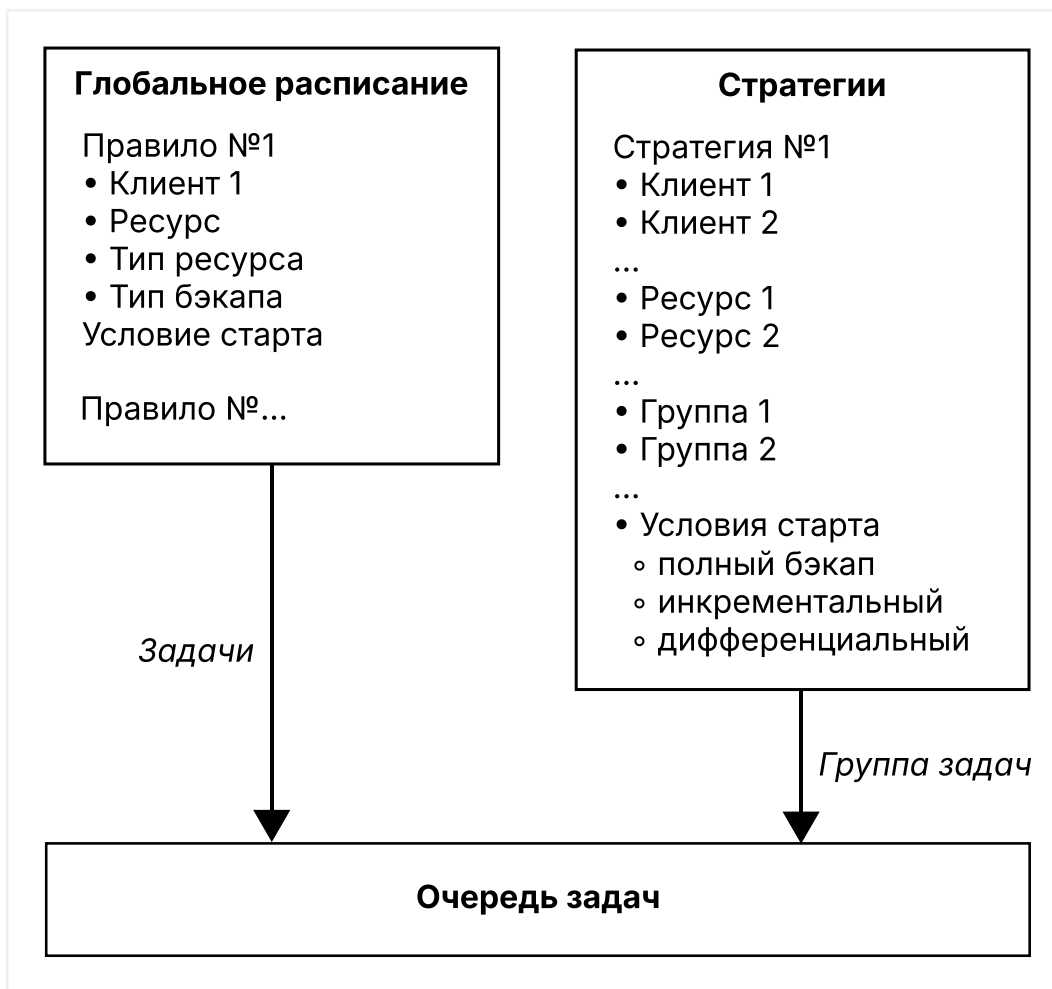 Глобальное расписание
Правило №1
• Клиент 1
• Ресурс
• Тип ресурса
• Тип бэкапа
Условие старта
Правило №...
Стратегии
Стратегия №1
• Клиент 1
• Клиент 2
...
• Ресурс 1
• Ресурс 2
...
• Группа 1
• Группа 2
...
• Условия старта
◦ полный бэкап
◦ инкрементальный
◦ дифференциальный
Задачи
Группа задач
Очередь задач